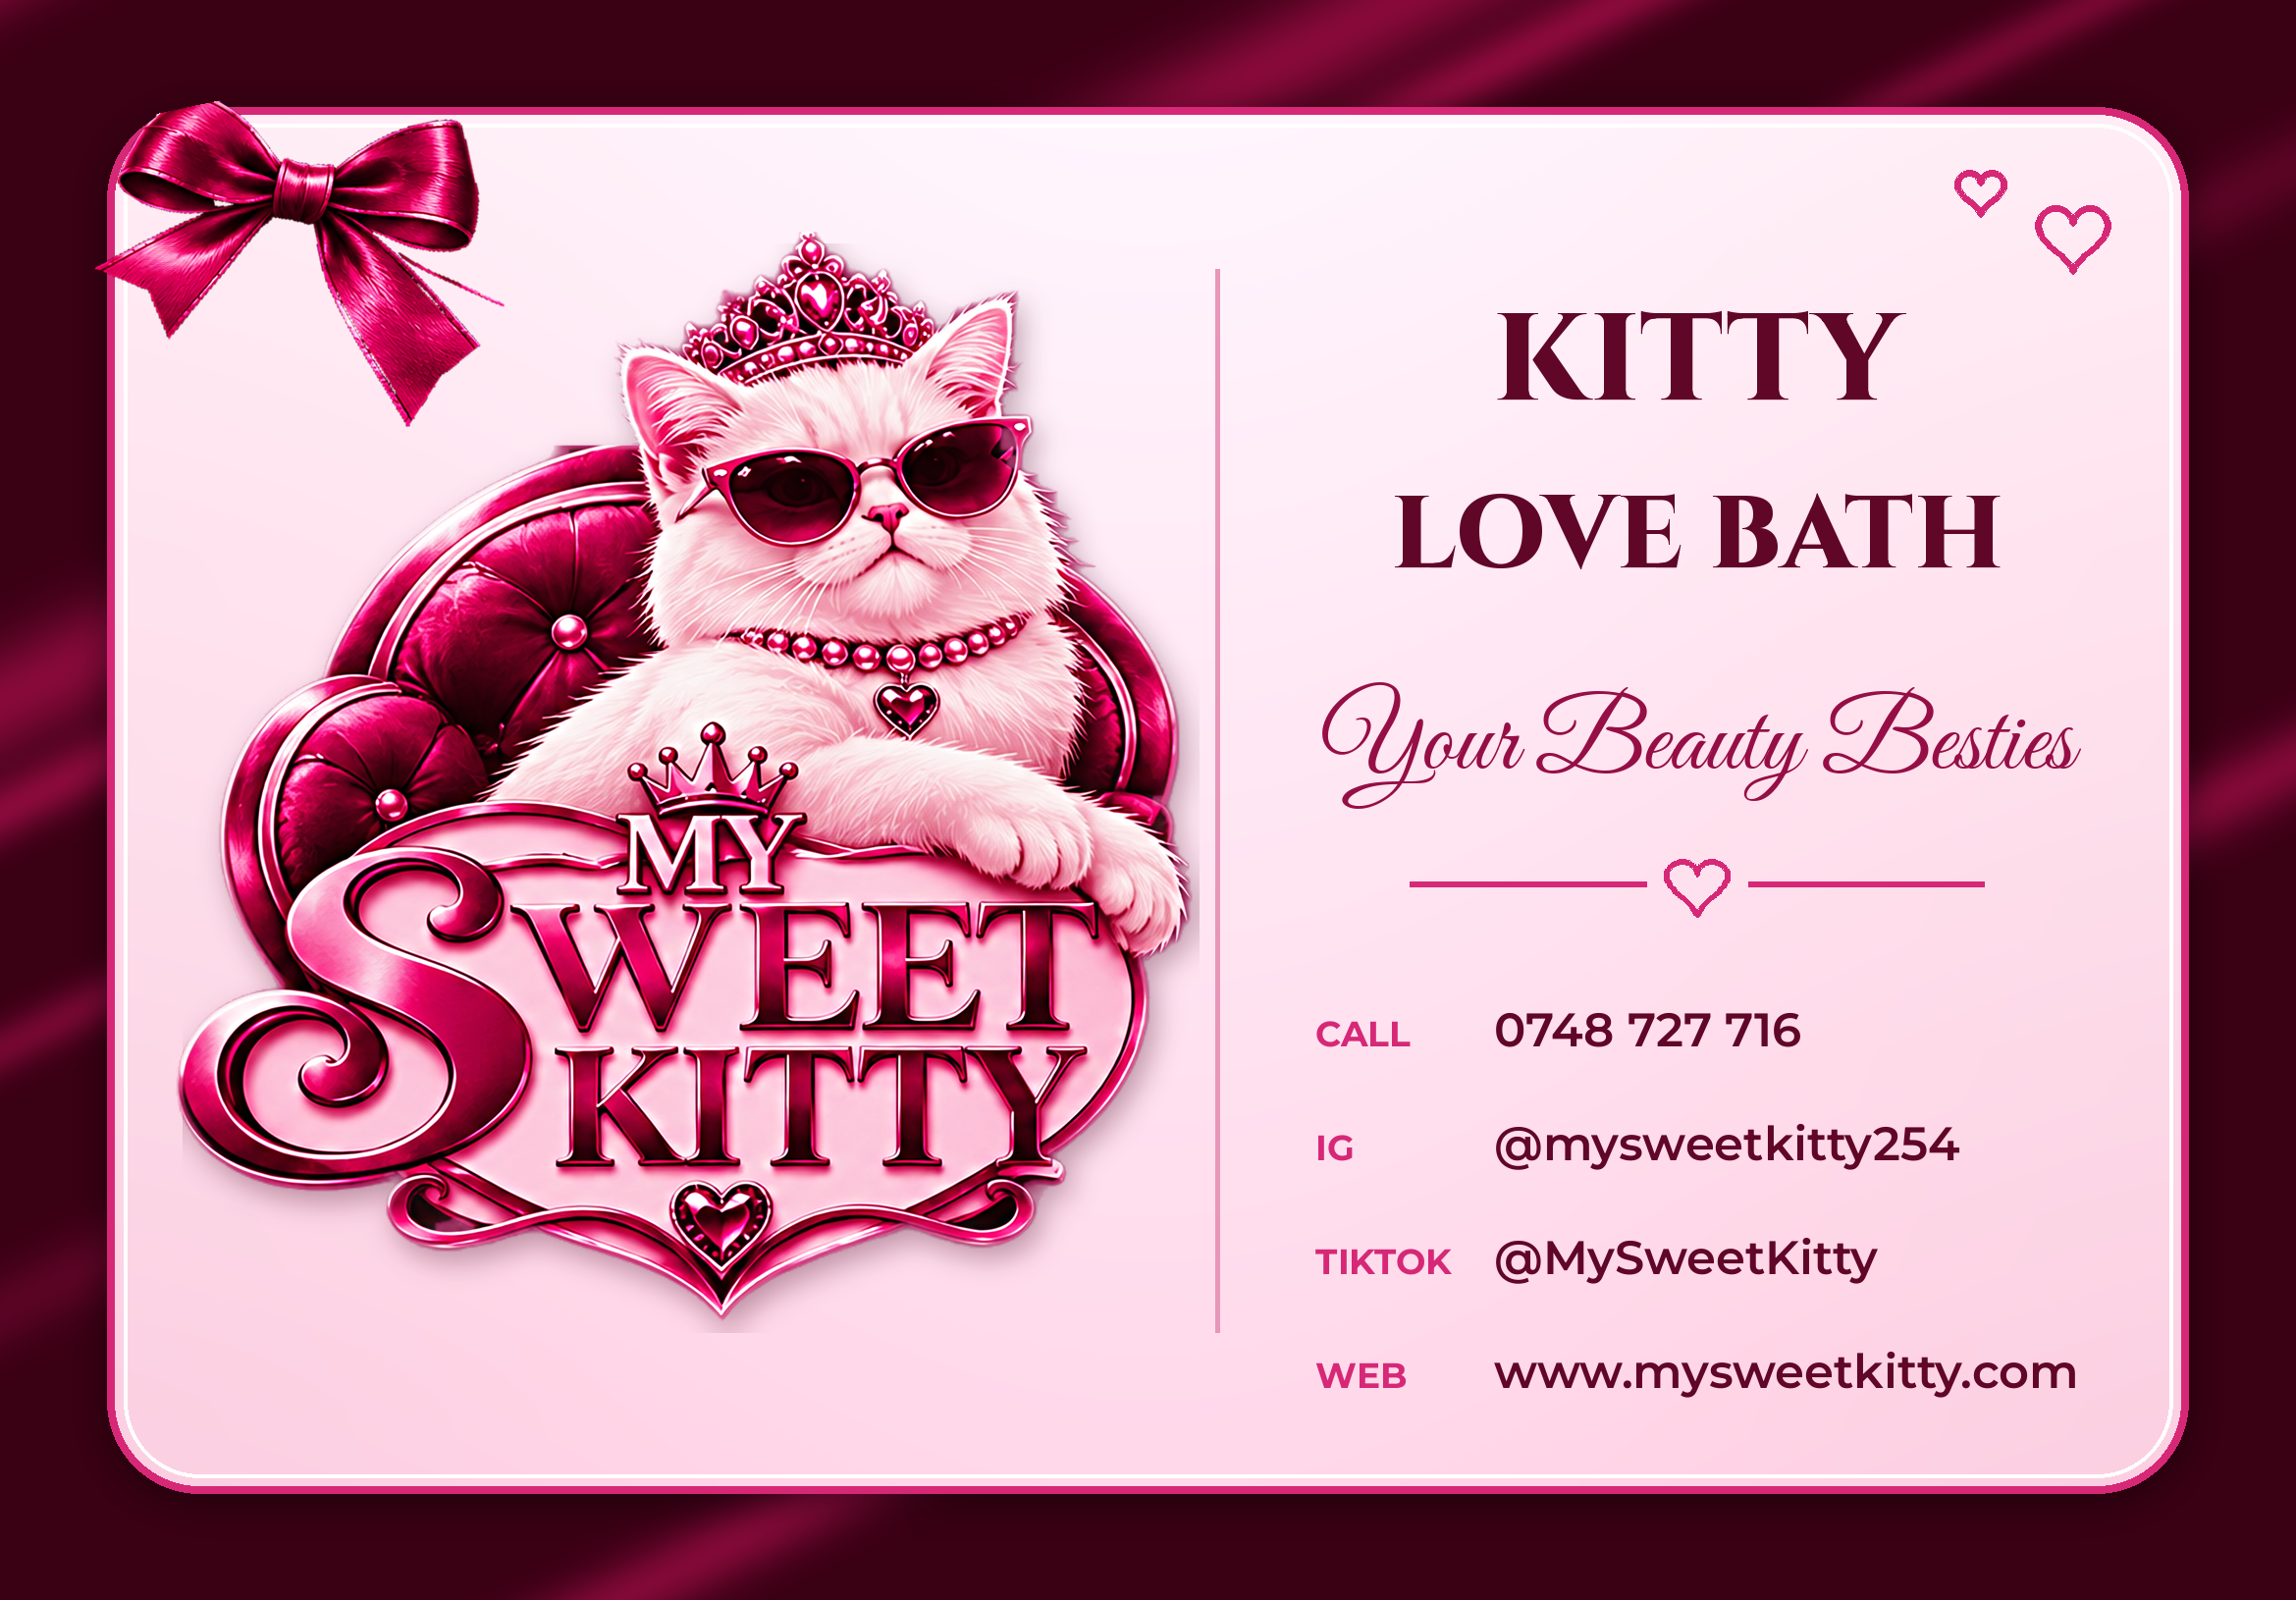 MY
SWEET
KITTY
KITTY
LOVE BATH
Your Beauty Besties
CALL 0748 727 716
IG @mysweetkitty254
TIKTOK @MySweetKitty
WEB www.mysweetkitty.com